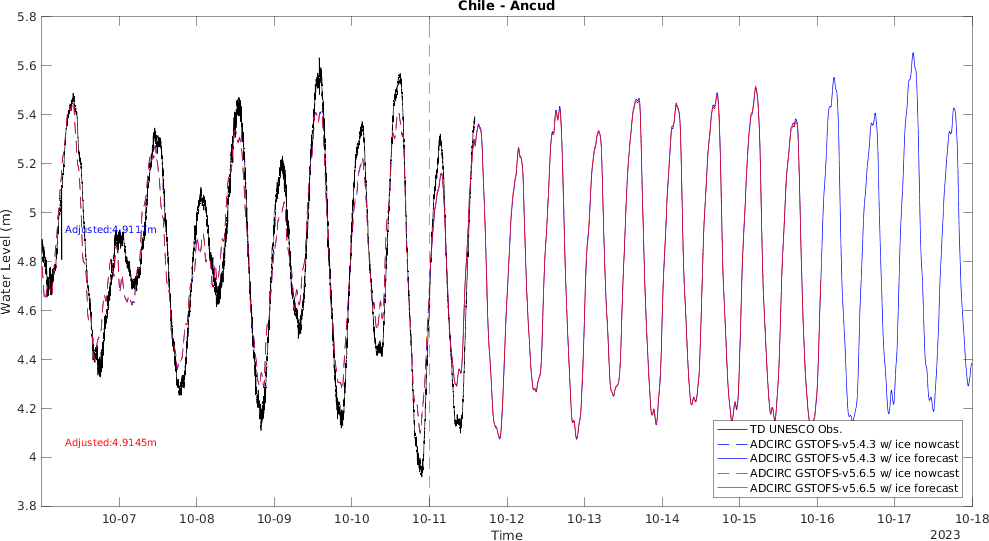 Chile - Ancud
5.8
5.6
5.4
5.2
5
4.8
4.6
4.4
4.2
4
3.8
Water Level (m)
Adjusted:4.9111m
Adjusted:4.9145m
TD UNESCO Obs.
ADCIRC GSTOFS-v5.4.3 w/ ice nowcast
ADCIRC GSTOFS-v5.4.3 w/ ice forecast
ADCIRC GSTOFS-v5.6.5 w/ ice nowcast
ADCIRC GSTOFS-v5.6.5 w/ ice forecast
10-07 10-08 10-09 10-10 10-11 10-12 10-13 10-14 10-15 10-16 10-17 10-18
Time
2023